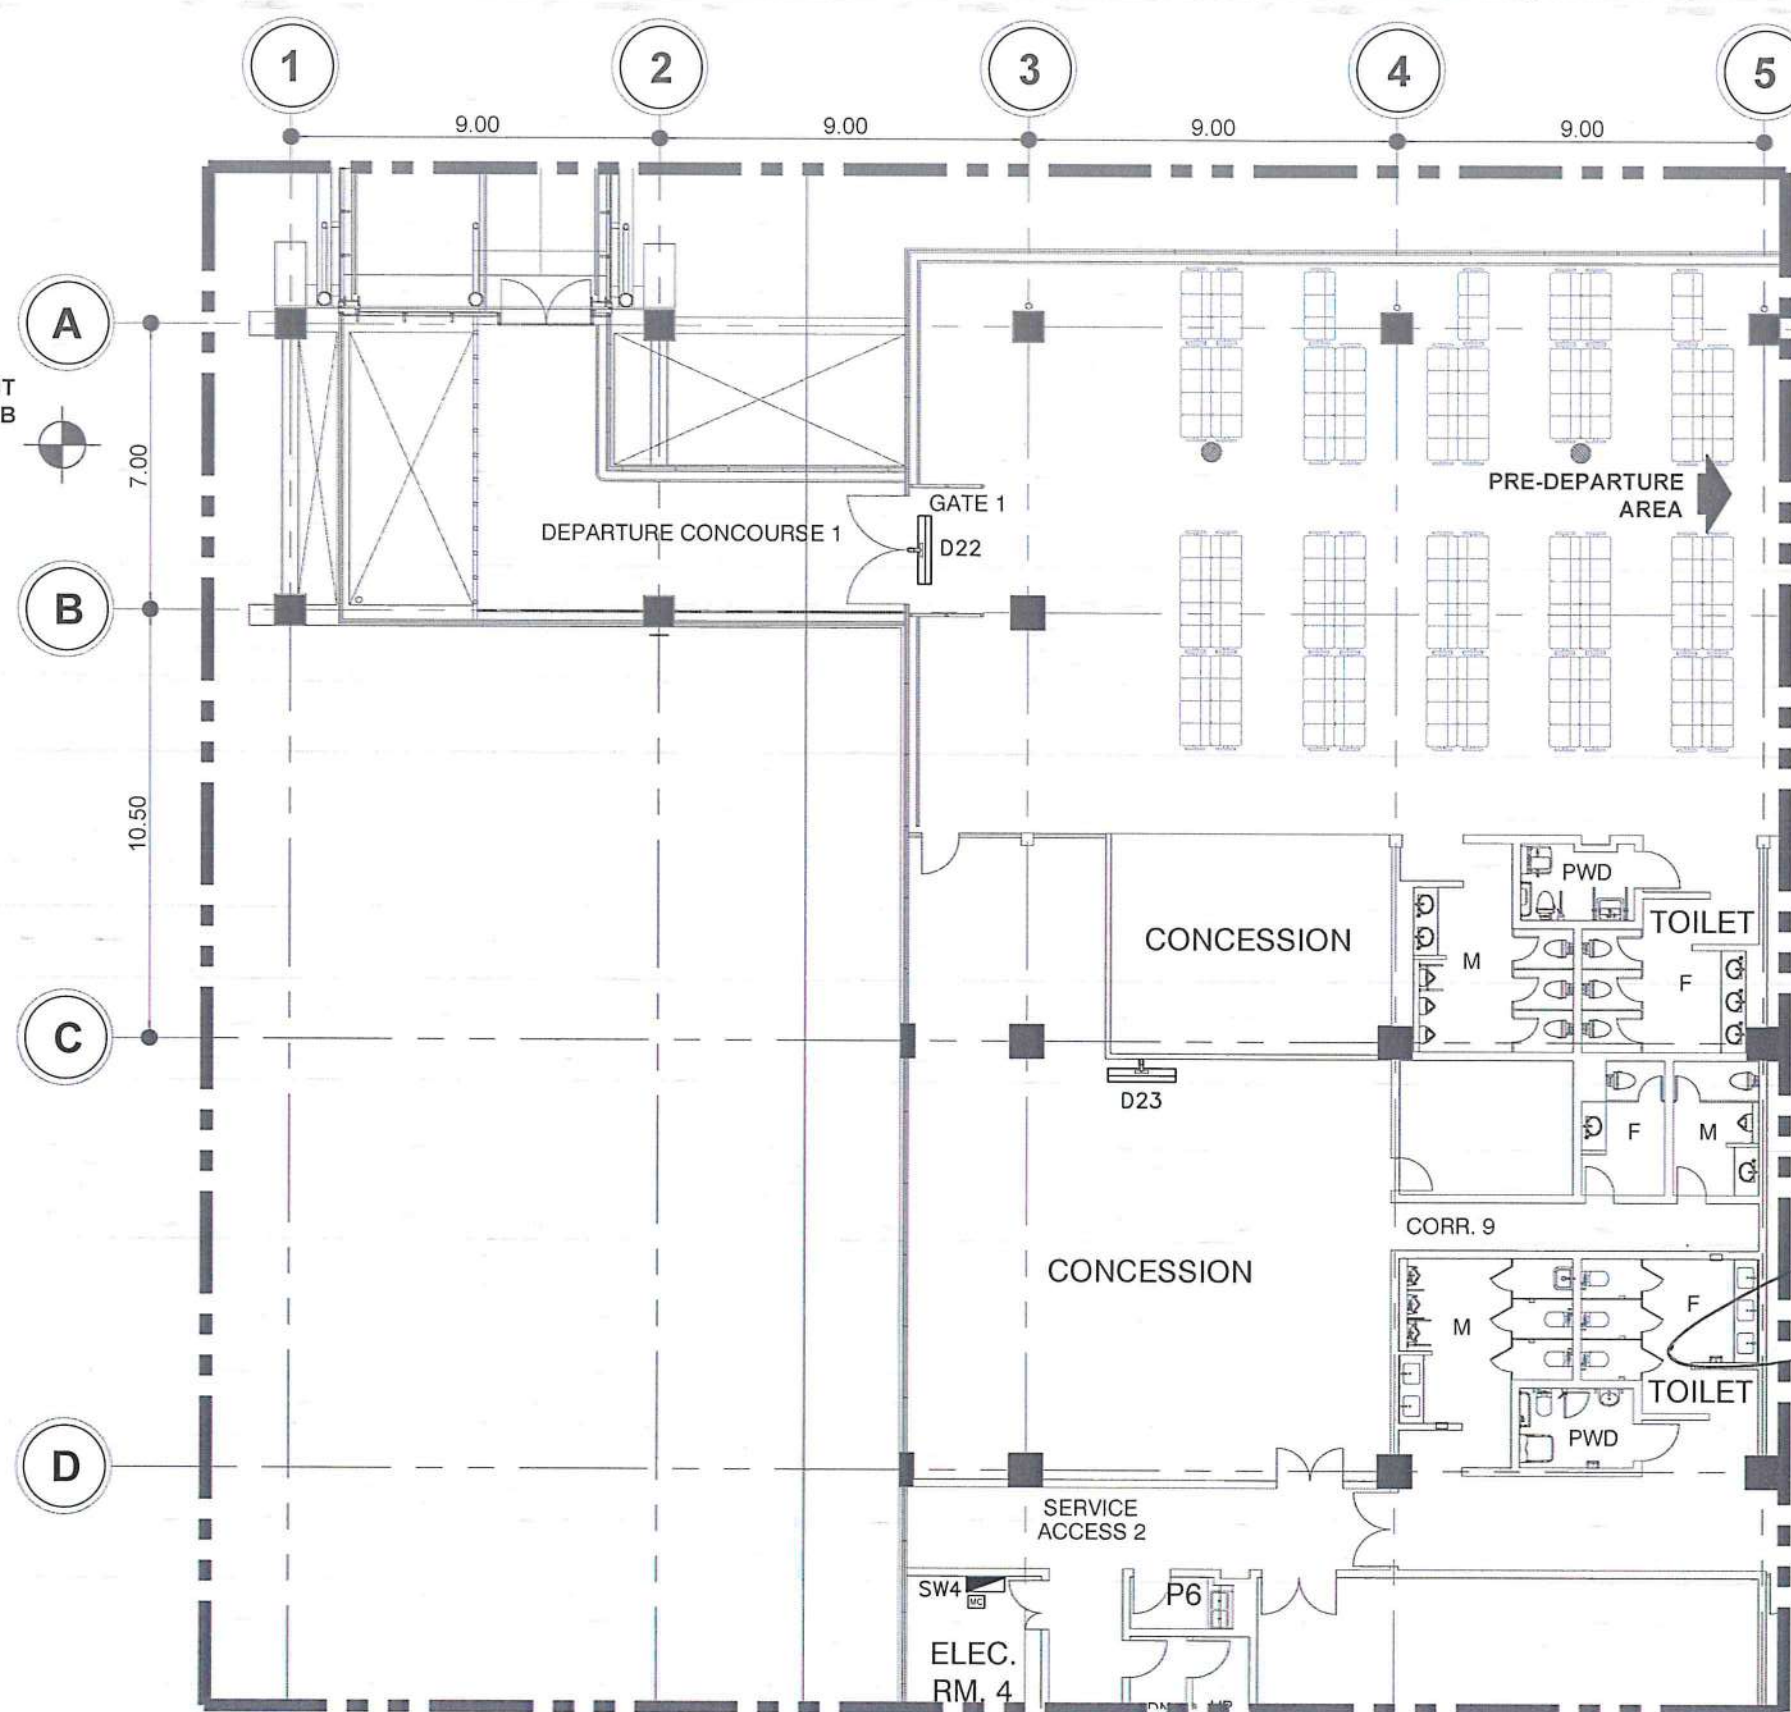 1
2
3
4
5
9.00
9.00
9.00
9.00
A
T
B
7.00
PRE-DEPARTURE
AREA
GATE 1
DEPARTURE CONCOURSE 1
D22
B
10.50
PWD
TOILET
CONCESSION
M
F
C
D23
F
M
CORR. 9
CONCESSION
F
M
TOILET
PWD
D
SERVICE
ACCESS 2
SW4
MC
P6
ELEC.
RM. 4